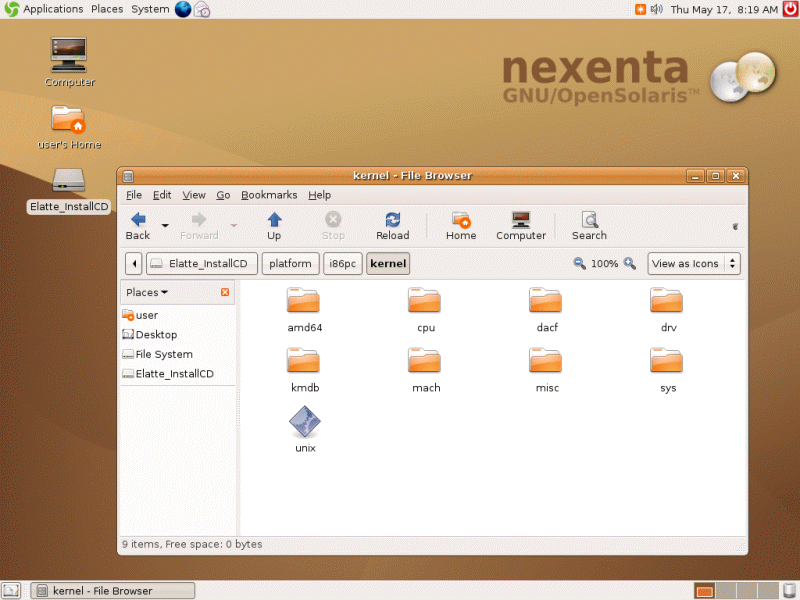 Applications Places System
Thu May 17, 8:19 AM
Computer
user's Home
Elatte_InstallCD
nexenta
GNU/OpenSolaris™
kernel - File Browser
File Edit View Go Bookmarks Help
Back Forward Up Stop Reload Home Computer Search
Elatte_InstallCD platform i86pc kernel 100% View as Icons
Places
user
Desktop
File System
Elatte_InstallCD
amd64 cpu dacf drv
kmdb mach misc sys
unix
9 items, Free space: 0 bytes
kernel - File Browser